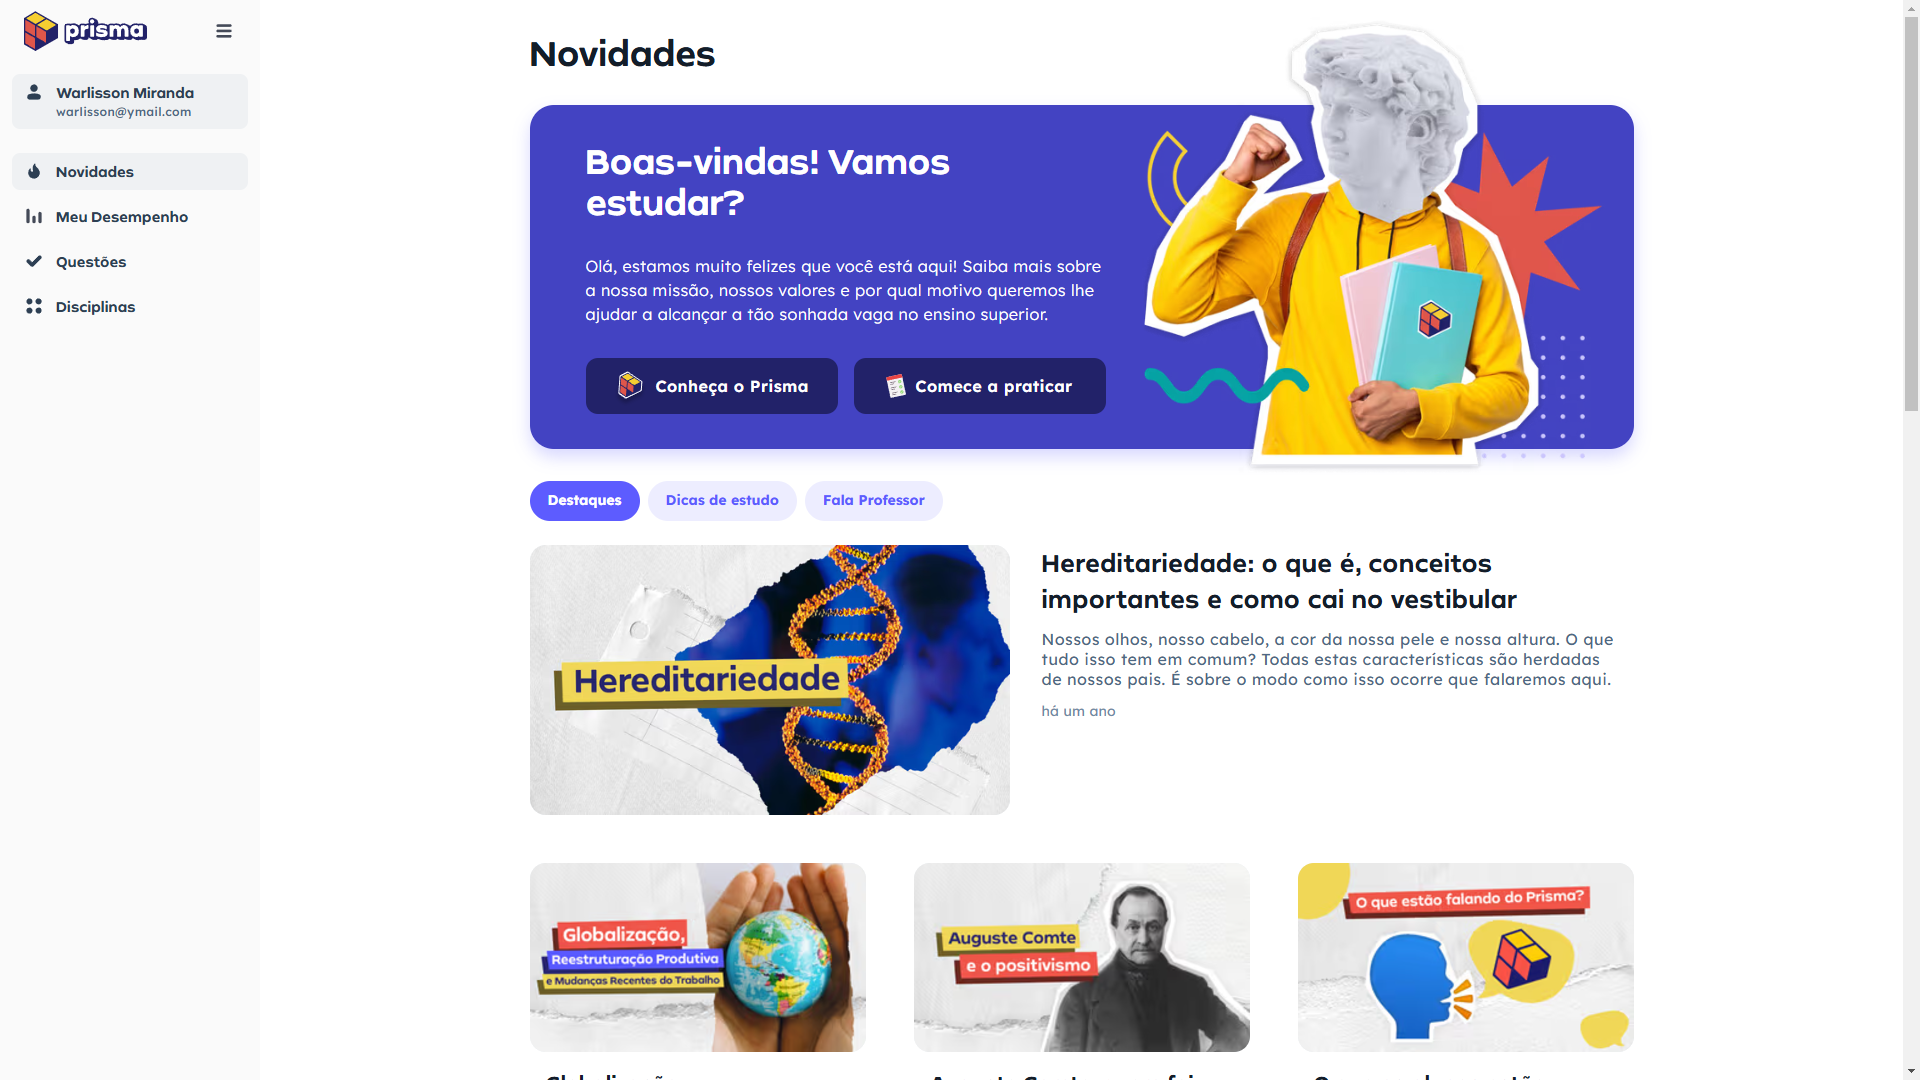 prisma
Warlisson Miranda
warlisson@ymail.com
Novidades
Meu Desempenho
Questões
Disciplinas
Novidades
Boas-vindas! Vamos
estudar?
Olá, estamos muito felizes que você está aqui! Saiba mais sobre
a nossa missão, nossos valores e por qual motivo queremos lhe
ajudar a alcançar a tão sonhada vaga no ensino superior.
Conheça o Prisma
Comece a praticar
Destaques
Dicas de estudo
Fala Professor
Hereditariedade
Hereditariedade: o que é, conceitos
importantes e como cai no vestibular
Nossos olhos, nosso cabelo, a cor da nossa pele e nossa altura. O que
tudo isso tem em comum? Todas estas características são herdadas
de nossos pais. É sobre o modo como isso ocorre que falaremos aqui.
há um ano
Globalização,
Reestruturação Produtiva
e Mudanças Recentes do Trabalho
Auguste Comte
e o positivismo
O que estão falando do Prisma?